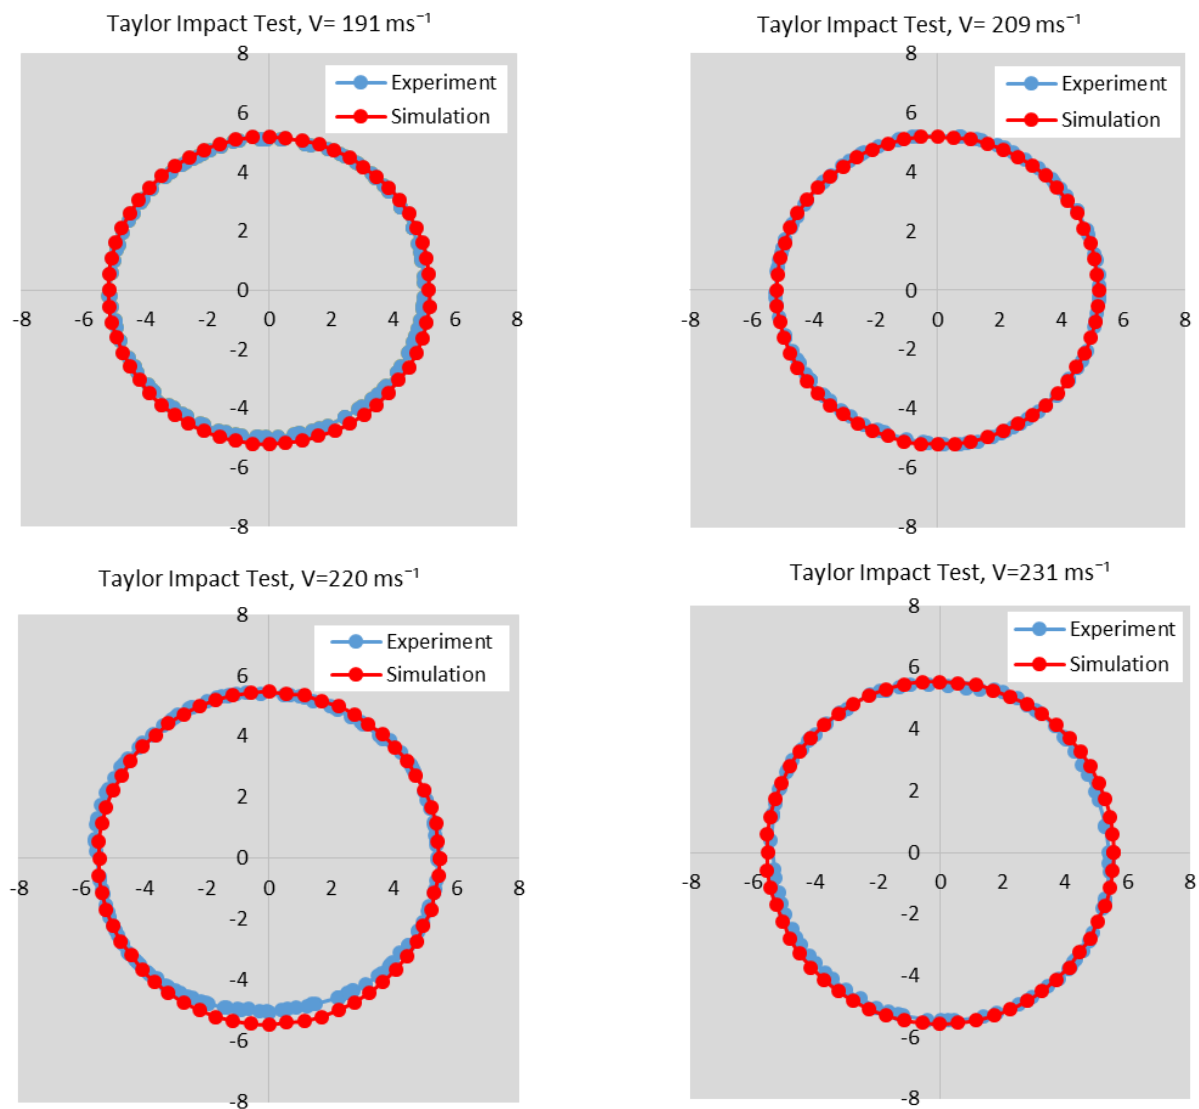 Taylor Impact Test, V= 191 ms⁻¹
8
Experiment
Simulation
6
4
2
0
-8 -6 -4 -2 0 2 4 6 8
-2
-4
-6
-8
Taylor Impact Test, V= 209 ms⁻¹
8
Experiment
Simulation
6
4
2
0
-8 -6 -4 -2 0 2 4 6 8
-2
-4
-6
-8
Taylor Impact Test, V=220 ms⁻¹
8
Experiment
Simulation
6
4
2
0
-8 -6 -4 -2 0 2 4 6 8
-2
-4
-6
-8
Taylor Impact Test, V=231 ms⁻¹
8
Experiment
Simulation
6
4
2
0
-8 -6 -4 -2 0 2 4 6 8
-2
-4
-6
-8